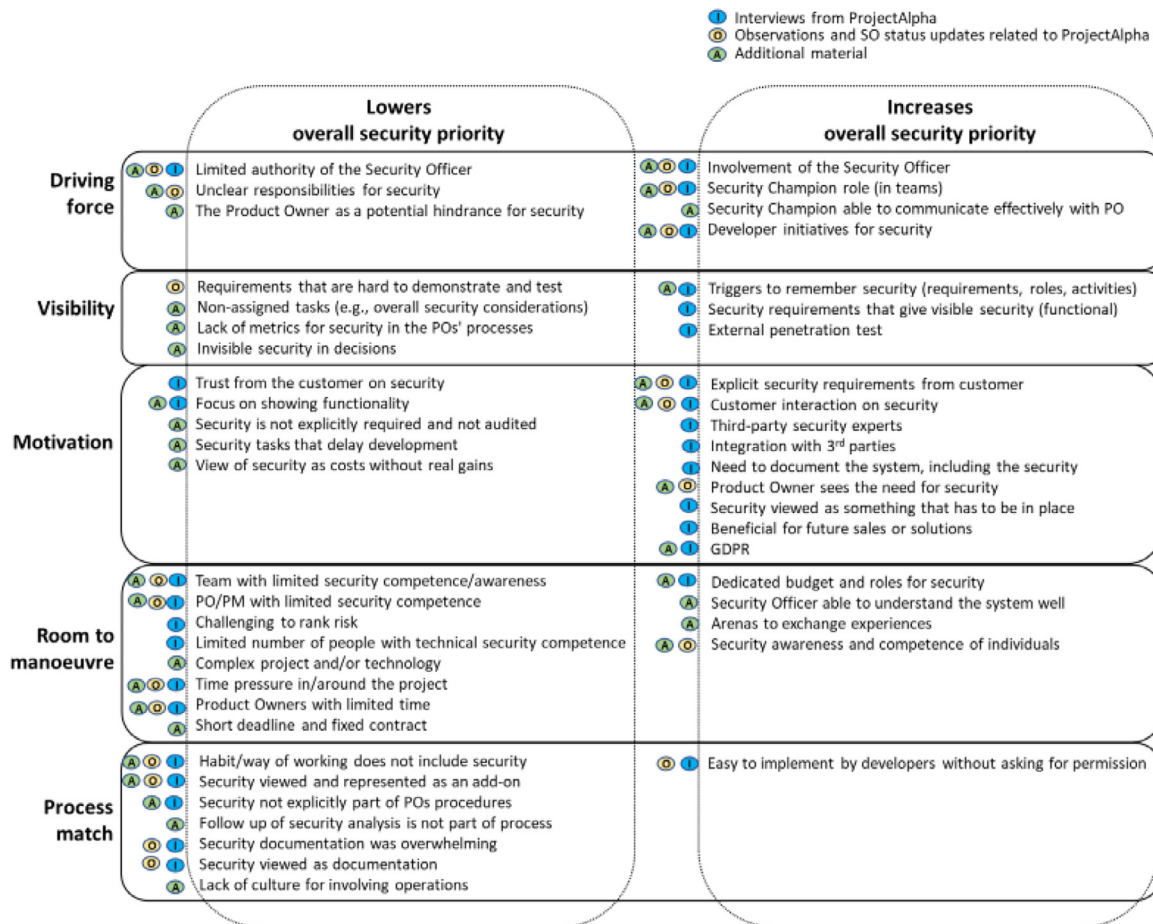 I Interviews from ProjectAlpha
O Observations and SO status updates related to ProjectAlpha
A Additional material
Lowers
overall security priority
Increases
overall security priority
Driving
force
A O I Limited authority of the Security Officer
A O Unclear responsibilities for security
A The Product Owner as a potential hindrance for security
A O I Involvement of the Security Officer
A O I Security Champion role (in teams)
A Security Champion able to communicate effectively with PO
A O I Developer initiatives for security
Visibility
O Requirements that are hard to demonstrate and test
A Non-assigned tasks (e.g., overall security considerations)
A Lack of metrics for security in the POs' processes
A Invisible security in decisions
A I Triggers to remember security (requirements, roles, activities)
I Security requirements that give visible security (functional)
I External penetration test
Motivation
I Trust from the customer on security
A I Focus on showing functionality
A Security is not explicitly required and not audited
A Security tasks that delay development
A View of security as costs without real gains
A O I Explicit security requirements from customer
A O I Customer interaction on security
I Third-party security experts
I Integration with 3rd parties
I Need to document the system, including the security
A O Product Owner sees the need for security
I Security viewed as something that has to be in place
I Beneficial for future sales or solutions
A I GDPR
Room to
manoeuvre
A O I Team with limited security competence/awareness
A O I PO/PM with limited security competence
I Challenging to rank risk
I Limited number of people with technical security competence
A Complex project and/or technology
A O I Time pressure in/around the project
A O I Product Owners with limited time
A Short deadline and fixed contract
A I Dedicated budget and roles for security
A Security Officer able to understand the system well
A Arenas to exchange experiences
A O Security awareness and competence of individuals
Process
match
A O I Habit/way of working does not include security
A O I Security viewed and represented as an add-on
A I Security not explicitly part of POs procedures
A Follow up of security analysis is not part of process
O I Security documentation was overwhelming
O I Security viewed as documentation
A Lack of culture for involving operations
O I Easy to implement by developers without asking for permission